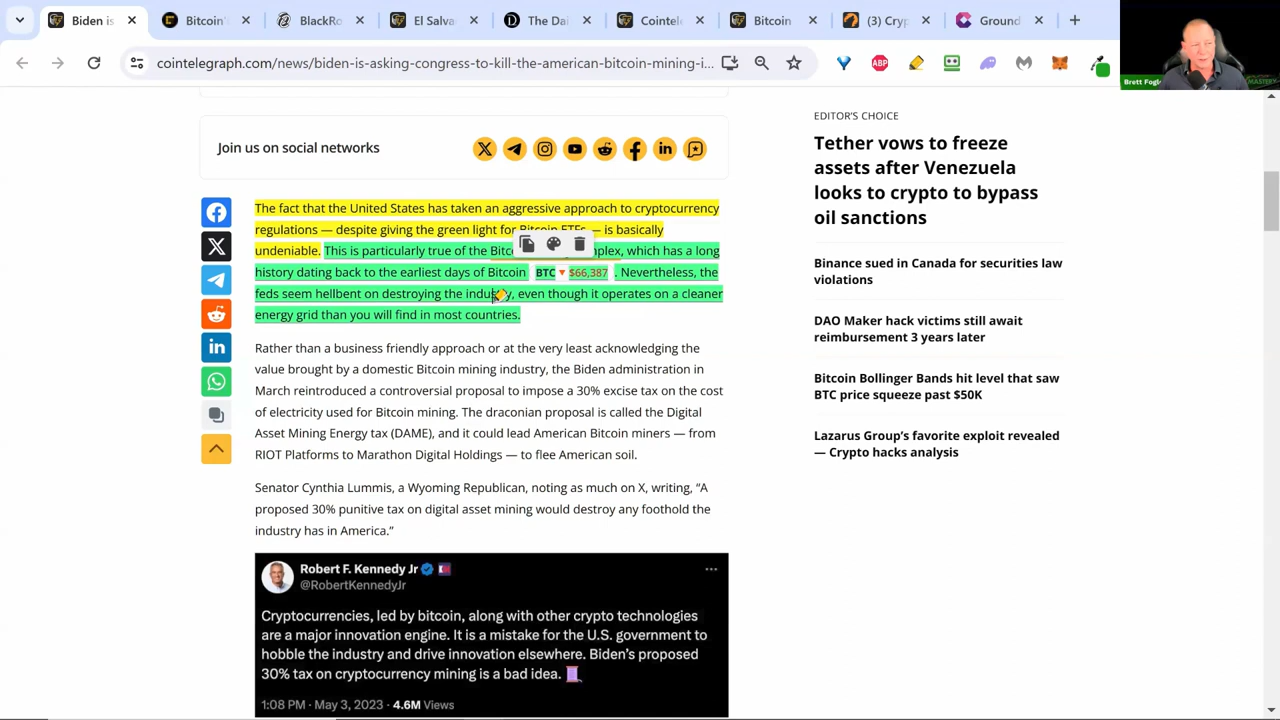 Biden is
Bitcoin'
BlackRo
El Salva
The Dai
Cointele
Bitcoin
(3) Cryp
Ground
cointelegraph.com/news/biden-is-asking-congress-to-kill-the-american-bitcoin-mining-i...
ABP
Brett Fogle
MASTERY
Join us on social networks
The fact that the United States has taken an aggressive approach to cryptocurrency
regulations — despite giving the green light for Bitcoin ETFs — is basically
undeniable. This is particularly true of the Bitc mplex, which has a long
history dating back to the earliest days of Bitcoin BTC ▼ $66,387 . Nevertheless, the
feds seem hellbent on destroying the industry, even though it operates on a cleaner
energy grid than you will find in most countries.
Rather than a business friendly approach or at the very least acknowledging the
value brought by a domestic Bitcoin mining industry, the Biden administration in
March reintroduced a controversial proposal to impose a 30% excise tax on the cost
of electricity used for Bitcoin mining. The draconian proposal is called the Digital
Asset Mining Energy tax (DAME), and it could lead American Bitcoin miners — from
RIOT Platforms to Marathon Digital Holdings — to flee American soil.
Senator Cynthia Lummis, a Wyoming Republican, noting as much on X, writing, “A
proposed 30% punitive tax on digital asset mining would destroy any foothold the
industry has in America.”
Robert F. Kennedy Jr
@RobertKennedyJr
Cryptocurrencies, led by bitcoin, along with other crypto technologies
are a major innovation engine. It is a mistake for the U.S. government to
hobble the industry and drive innovation elsewhere. Biden's proposed
30% tax on cryptocurrency mining is a bad idea.
1:08 PM · May 3, 2023 · 4.6M Views
EDITOR'S CHOICE
Tether vows to freeze
assets after Venezuela
looks to crypto to bypass
oil sanctions
Binance sued in Canada for securities law
violations
DAO Maker hack victims still await
reimbursement 3 years later
Bitcoin Bollinger Bands hit level that saw
BTC price squeeze past $50K
Lazarus Group’s favorite exploit revealed
— Crypto hacks analysis